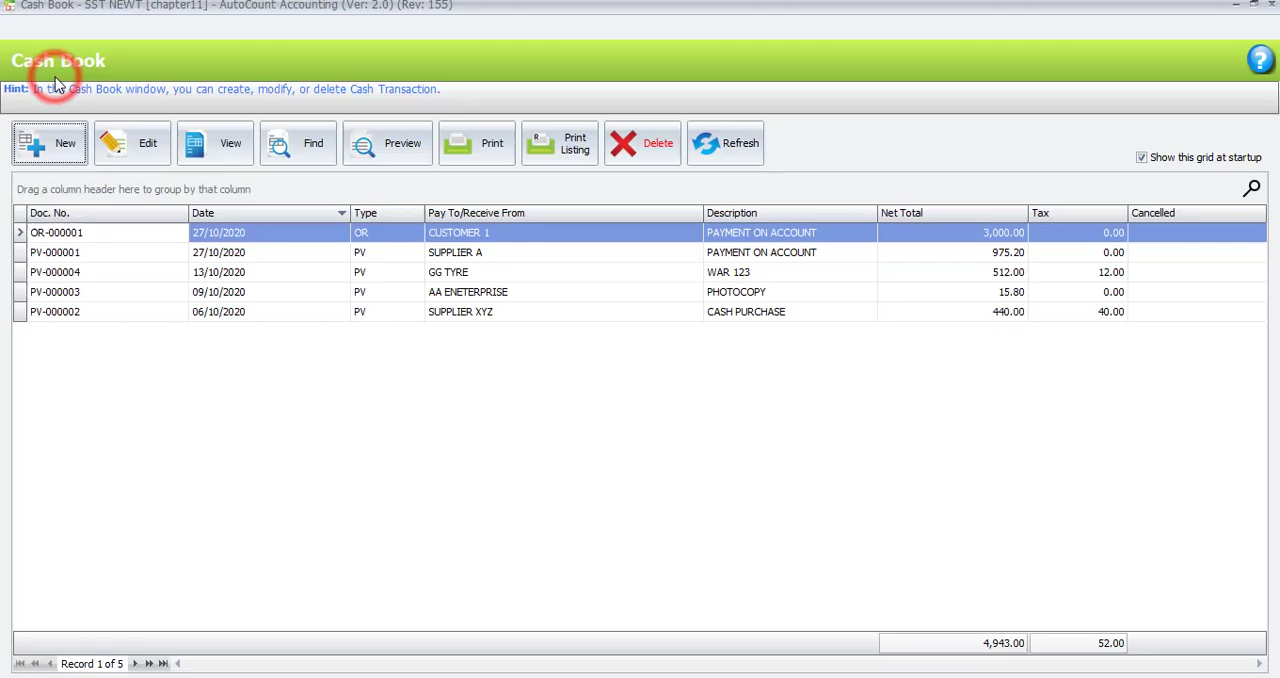 Cash Book - SST NEWT [chapter11] - AutoCount Accounting (Ver: 2.0) (Rev: 155)
Cash Book
Hint: In the Cash Book window, you can create, modify, or delete Cash Transaction.
New Edit View Find Preview Print R Print Listing Delete Refresh
Show this grid at startup
Drag a column header here to group by that column
Doc. No. Date Type Pay To/Receive From Description Net Total Tax Cancelled
OR-000001 27/10/2020 OR CUSTOMER 1 PAYMENT ON ACCOUNT 3,000.00 0.00
PV-000001 27/10/2020 PV SUPPLIER A PAYMENT ON ACCOUNT 975.20 0.00
PV-000004 13/10/2020 PV GG TYRE WAR 123 512.00 12.00
PV-000003 09/10/2020 PV AA ENETERPRISE PHOTOCOPY 15.80 0.00
PV-000002 06/10/2020 PV SUPPLIER XYZ CASH PURCHASE 440.00 40.00
4,943.00 52.00
Record 1 of 5